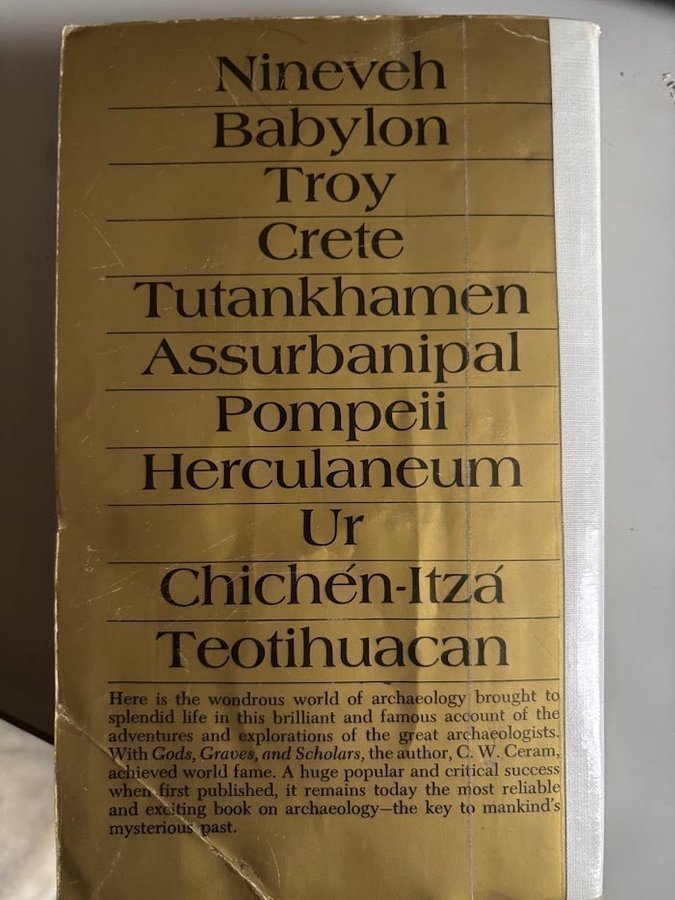 Nineveh
Babylon
Troy
Crete
Tutankhamen
Assurbanipal
Pompeii
Herculaneum
Ur
Chichén-Itzá
Teotihuacan
Here is the wondrous world of archaeology brought to
splendid life in this brilliant and famous account of the
adventures and explorations of the great archaeologists.
With Gods, Graves, and Scholars, the author, C. W. Ceram,
achieved world fame. A huge popular and critical success
when first published, it remains today the most reliable
and exciting book on archaeology—the key to mankind's
mysterious past.